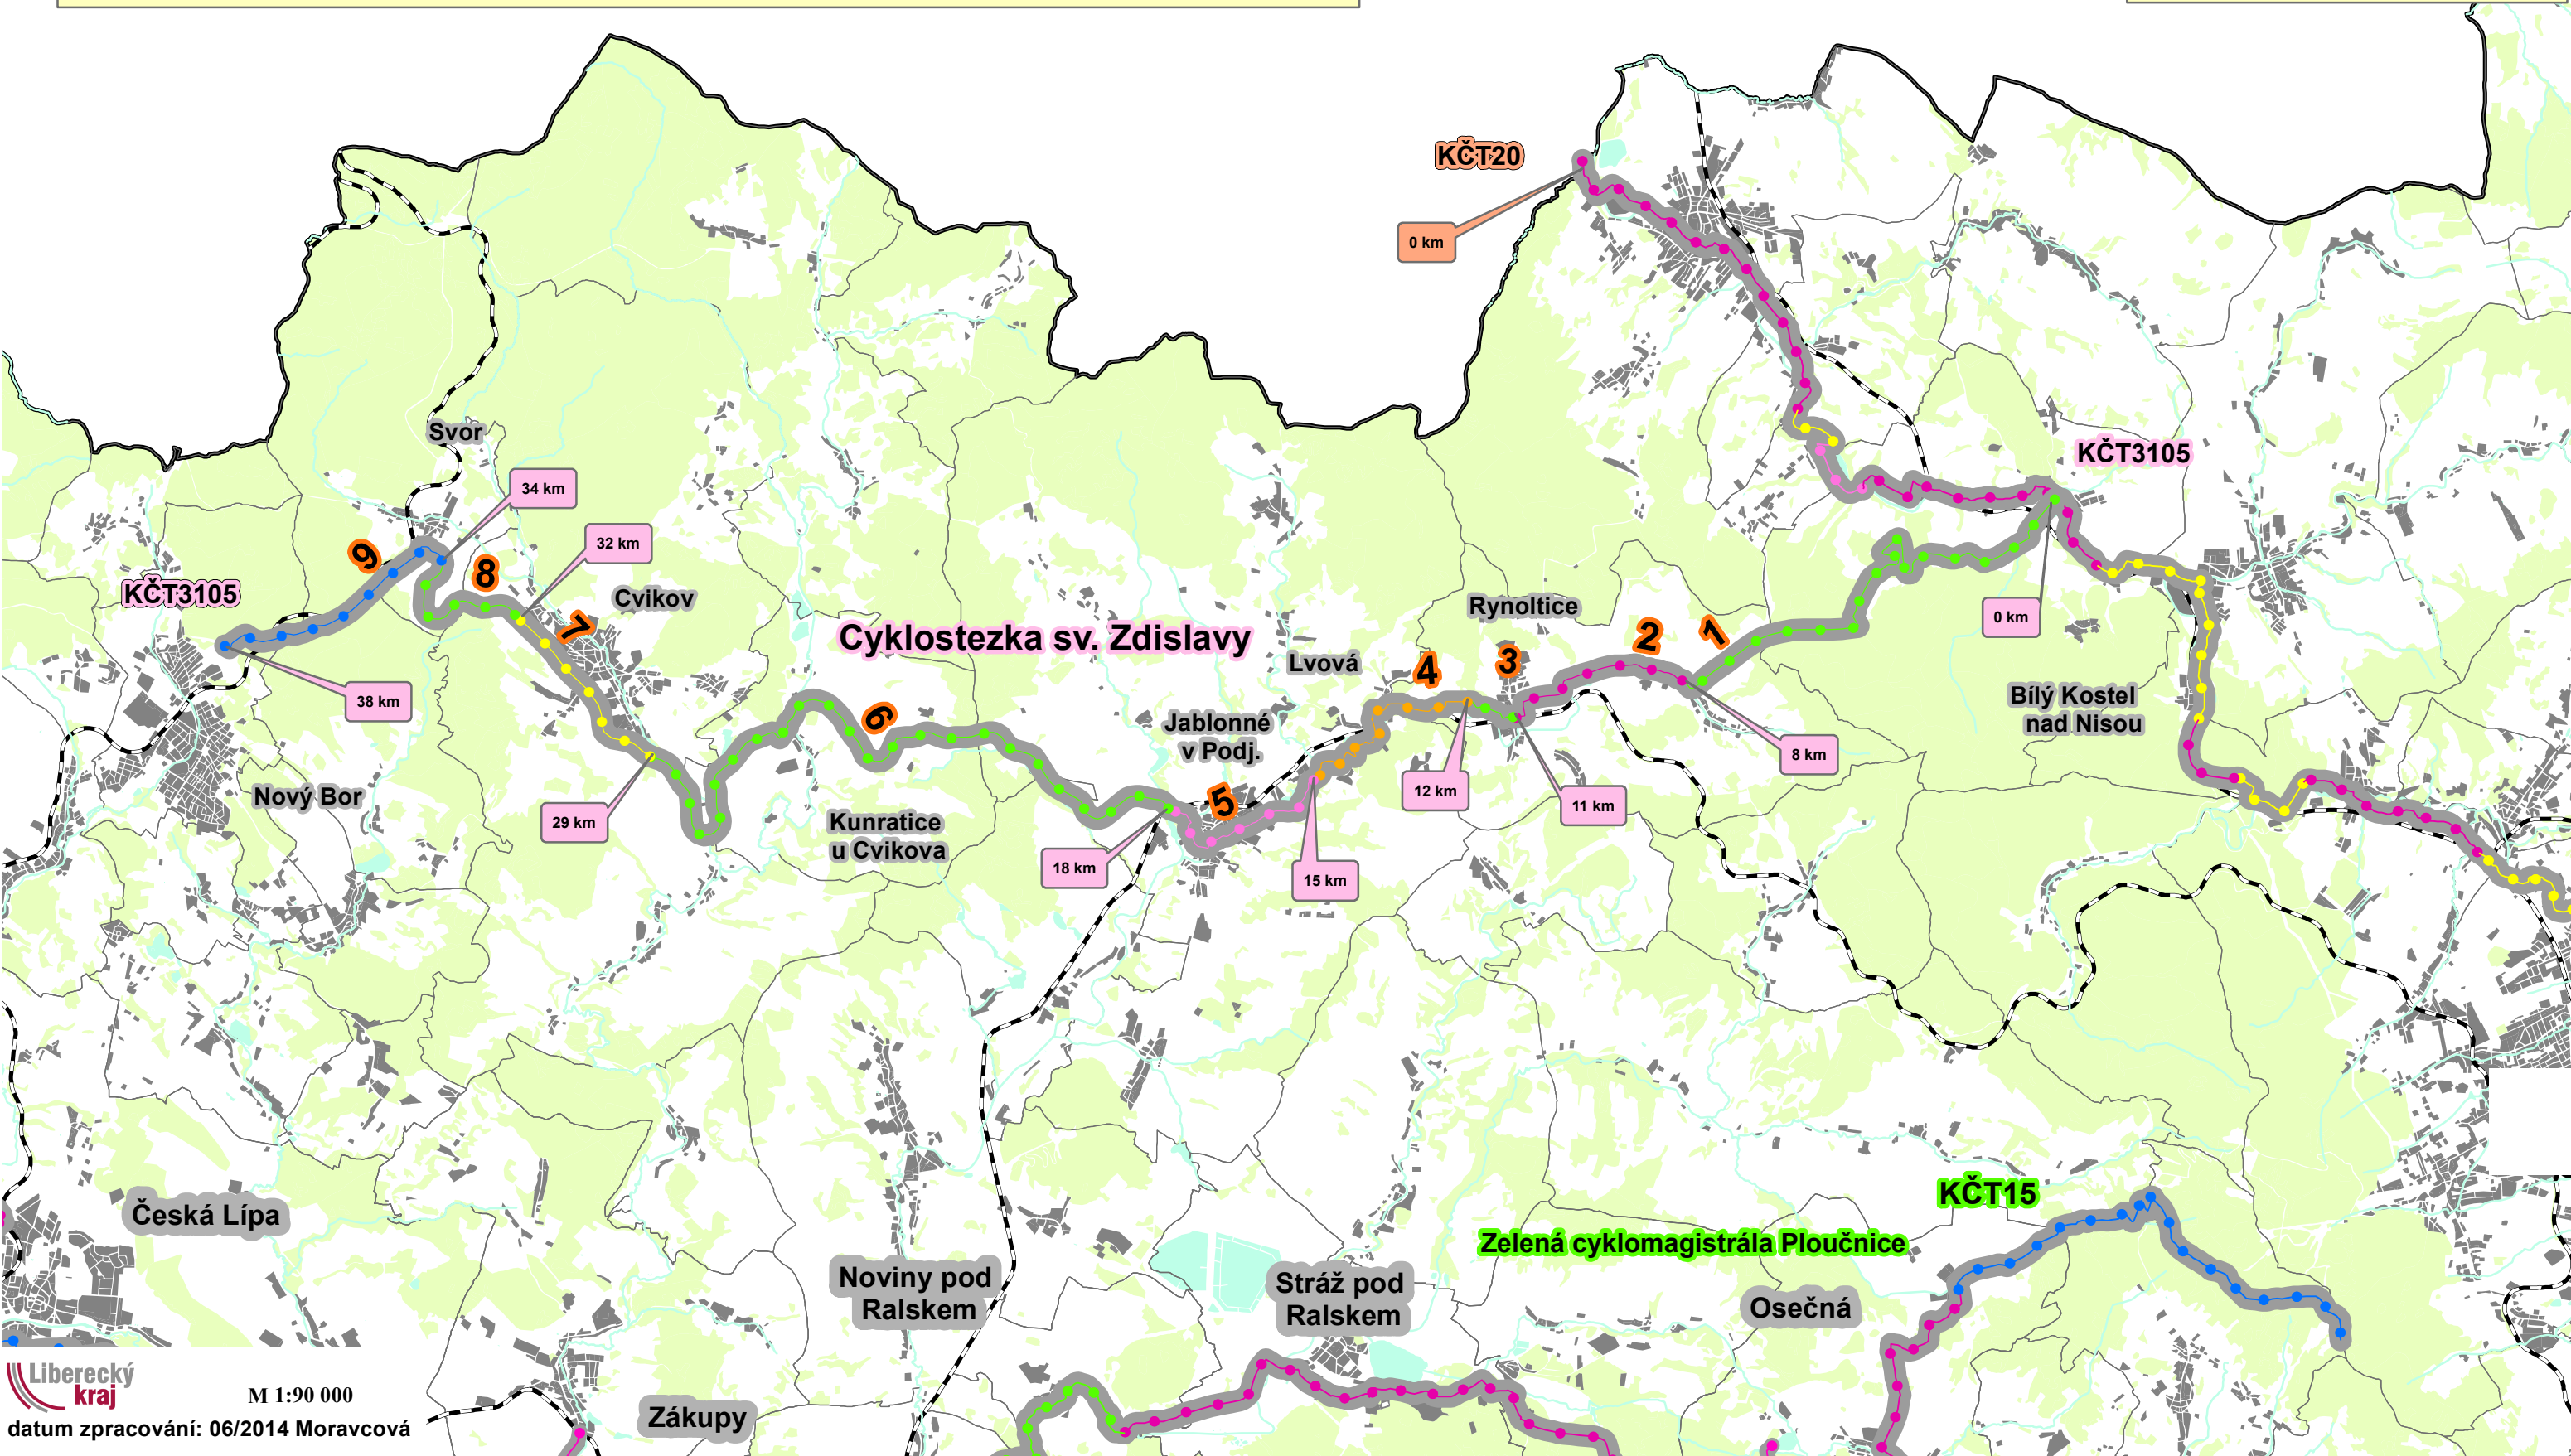 KČT20
0 km
KČT3105
Svor
34 km
9
8
32 km
KČT3105
Cvikov
7
Cyklostezka sv. Zdislavy
Rynoltice
2
1
0 km
Lvová
4
3
38 km
6
Jablonné
v Podj.
Bílý Kostel
nad Nisou
8 km
Nový Bor
29 km
5
12 km
11 km
Kunratice
u Cvikova
18 km
15 km
KČT15
Česká Lípa
Zelená cyklomagistrála Ploučnice
Noviny pod
Ralskem
Stráž pod
Ralskem
Osečná
Liberecký
kraj
M 1:90 000
Zákupy
datum zpracování: 06/2014 Moravcová